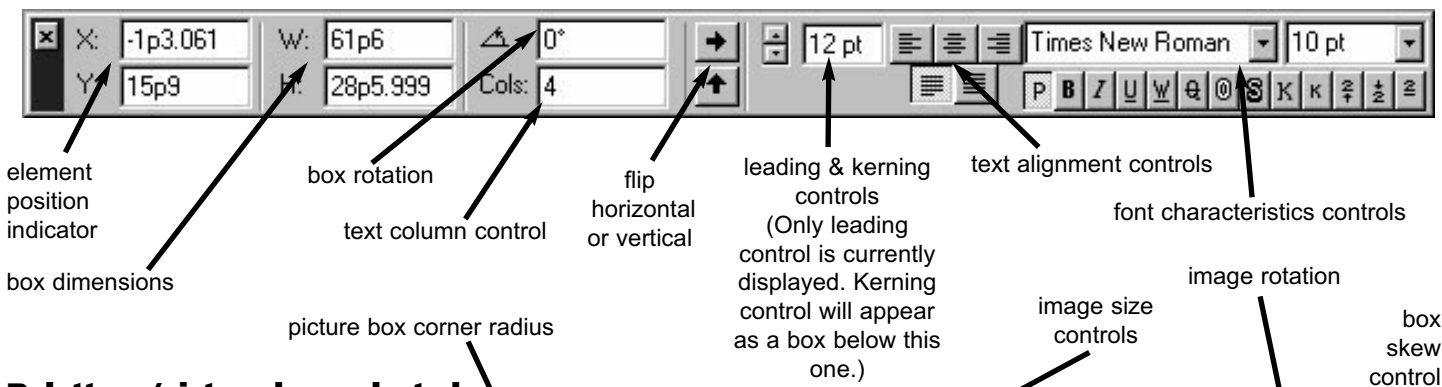 X: -1p3.061 W: 61p6 0° 12 pt Times New Roman 10 pt
Y: 15p9 H: 28p5.999 Cols: 4 P B I U W Q O S K K 2 2 2
element
position
indicator
box dimensions
box rotation
text column control
flip
horizontal
or vertical
leading & kerning
controls
(Only leading
control is currently
displayed. Kerning
control will appear
as a box below this
one.)
text alignment controls
font characteristics controls
picture box corner radius
image size
controls
image rotation
box
skew
control